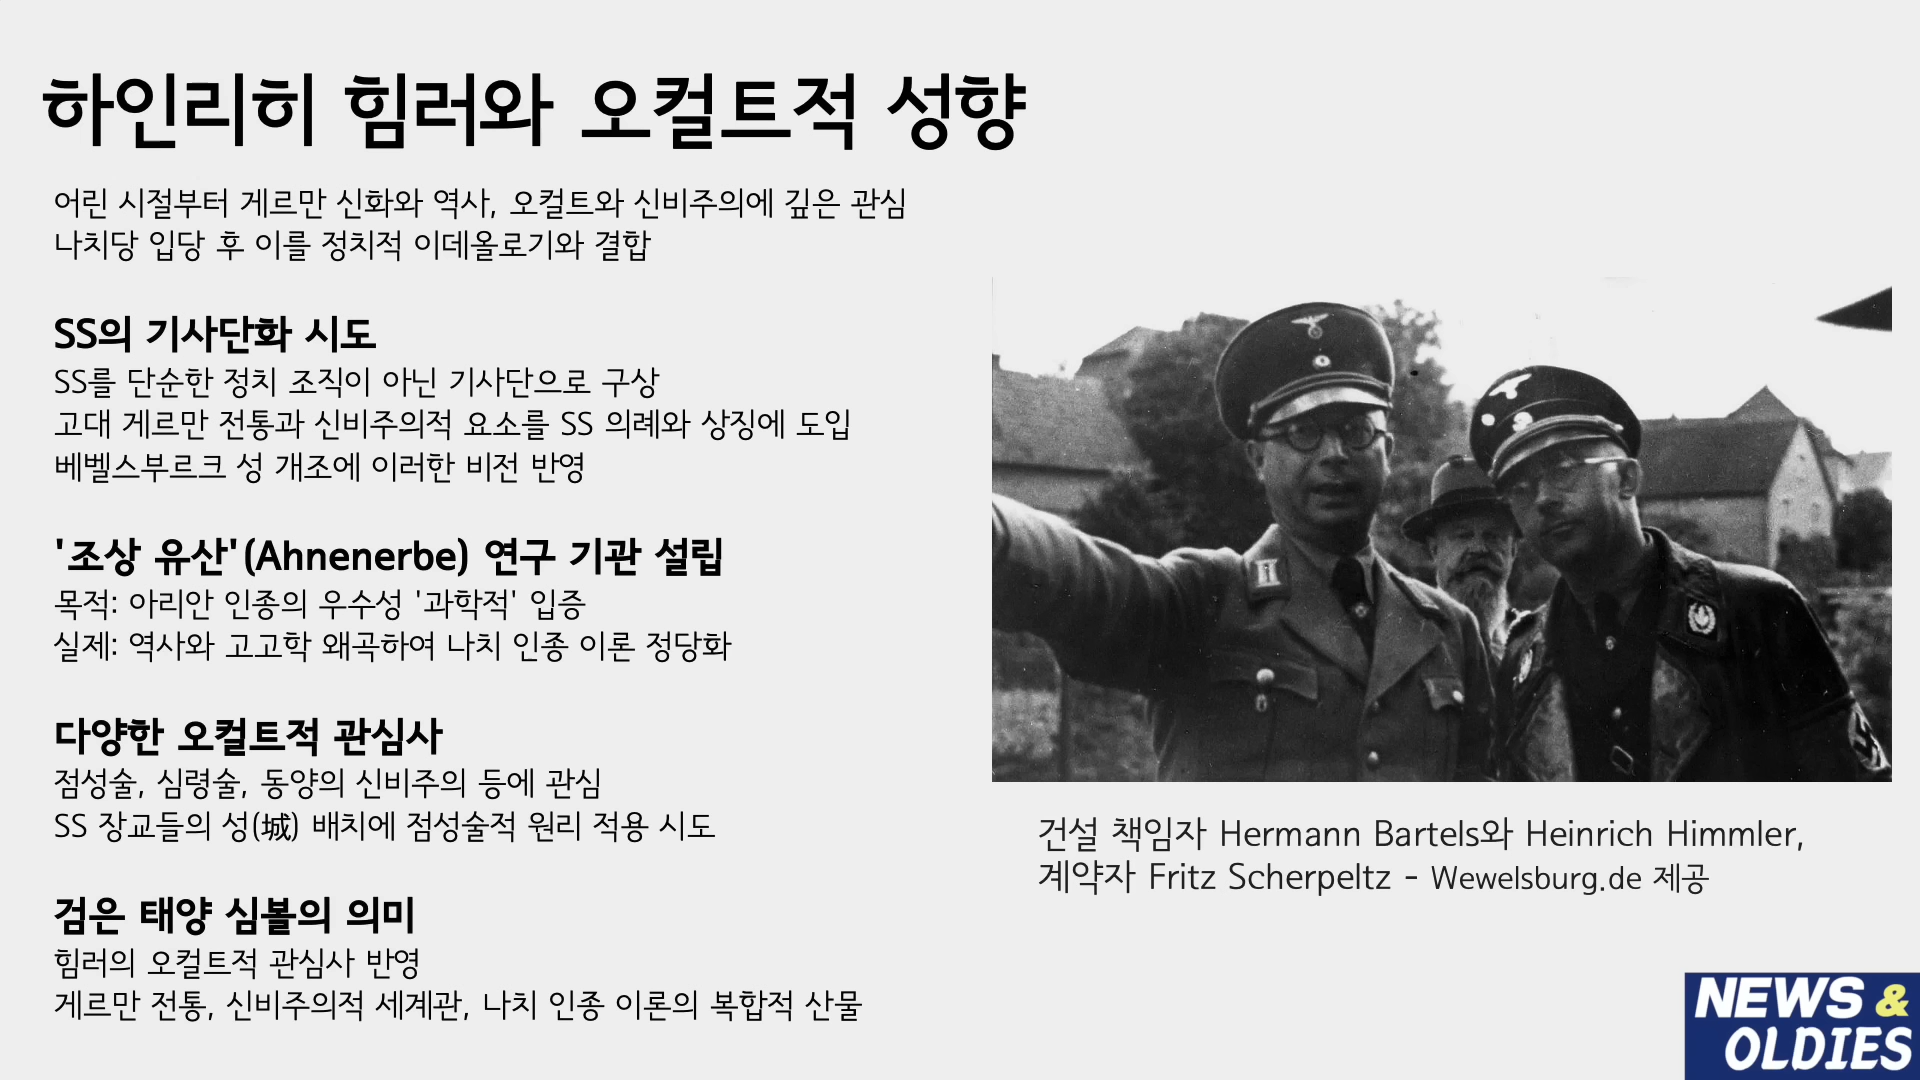 하인리히 힘러와 오컬트적 성향
어린 시절부터 게르만 신화와 역사, 오컬트와 신비주의에 깊은 관심
나치당 입당 후 이를 정치적 이데올로기와 결합
SS의 기사단화 시도
SS를 단순한 정치 조직이 아닌 기사단으로 구상
고대 게르만 전통과 신비주의적 요소를 SS 의례와 상징에 도입
베벨스부르크 성 개조에 이러한 비전 반영
'조상 유산'(Ahnenerbe) 연구 기관 설립
목적: 아리안 인종의 우수성 '과학적' 입증
실제: 역사와 고고학 왜곡하여 나치 인종 이론 정당화
다양한 오컬트적 관심사
점성술, 심령술, 동양의 신비주의 등에 관심
SS 장교들의 성(城) 배치에 점성술적 원리 적용 시도
검은 태양 심볼의 의미
힘러의 오컬트적 관심사 반영
게르만 전통, 신비주의적 세계관, 나치 인종 이론의 복합적 산물
건설 책임자 Hermann Bartels와 Heinrich Himmler,
계약자 Fritz Scherpeltz - Wewelsburg.de 제공
NEWS &
OLDIES